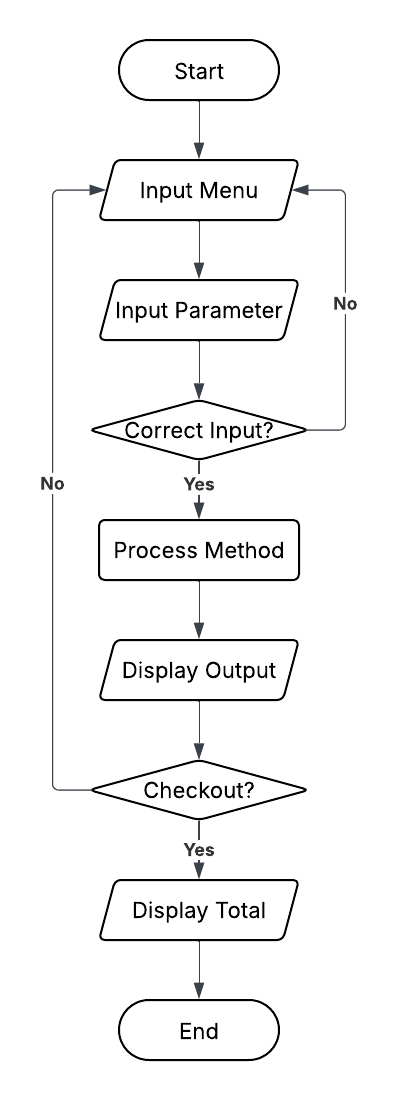 Start
Input Menu
Input Parameter
No
Correct Input?
No
Yes
Process Method
Display Output
Checkout?
Yes
Display Total
End